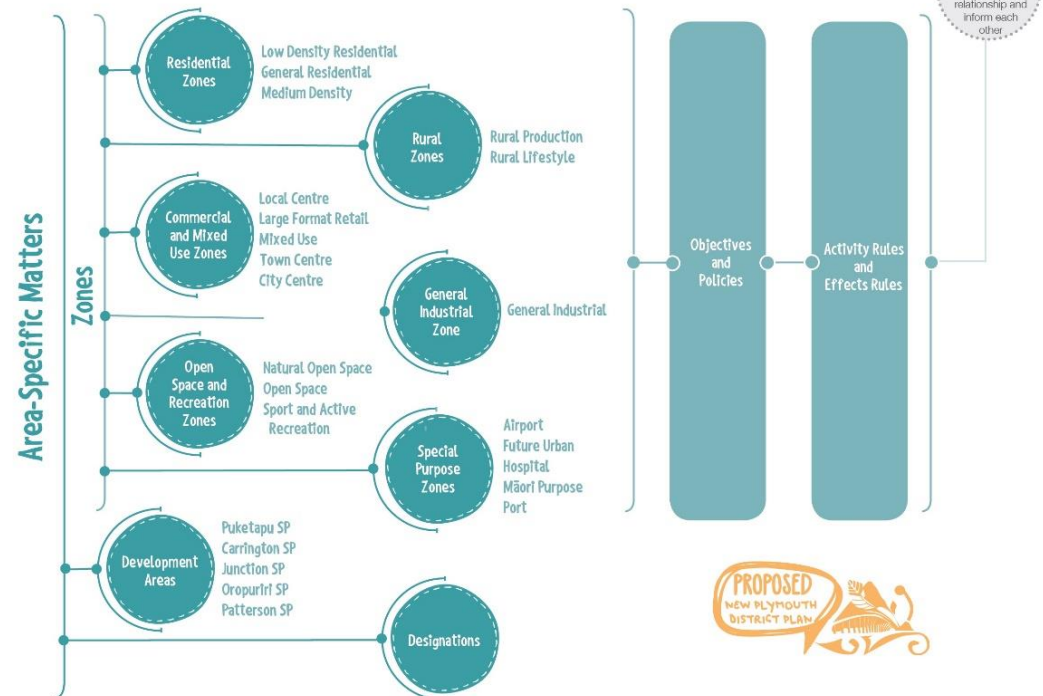 relationship and
inform each
other
Area-Specific Matters
Zones
Residential
Zones
Low Density Residential
General Residential
Medium Density
Rural
Zones
Rural Production
Rural Lifestyle
Commercial
and Mixed
Use Zones
Local Centre
Large Format Retail
Mixed Use
Town Centre
City Centre
General
Industrial
Zone
General Industrial
Open
Space and
Recreation
Zones
Natural Open Space
Open Space
Sport and Active
Recreation
Special
Purpose
Zones
Airport
Future Urban
Hospital
Māori Purpose
Port
Development
Areas
Puketapu SP
Carrington SP
Junction SP
Oropuriri SP
Patterson SP
Designations
Objectives
and
Policies
Activity Rules
and
Effects Rules
PROPOSED
NEW PLYMOUTH
DISTRICT PLAN